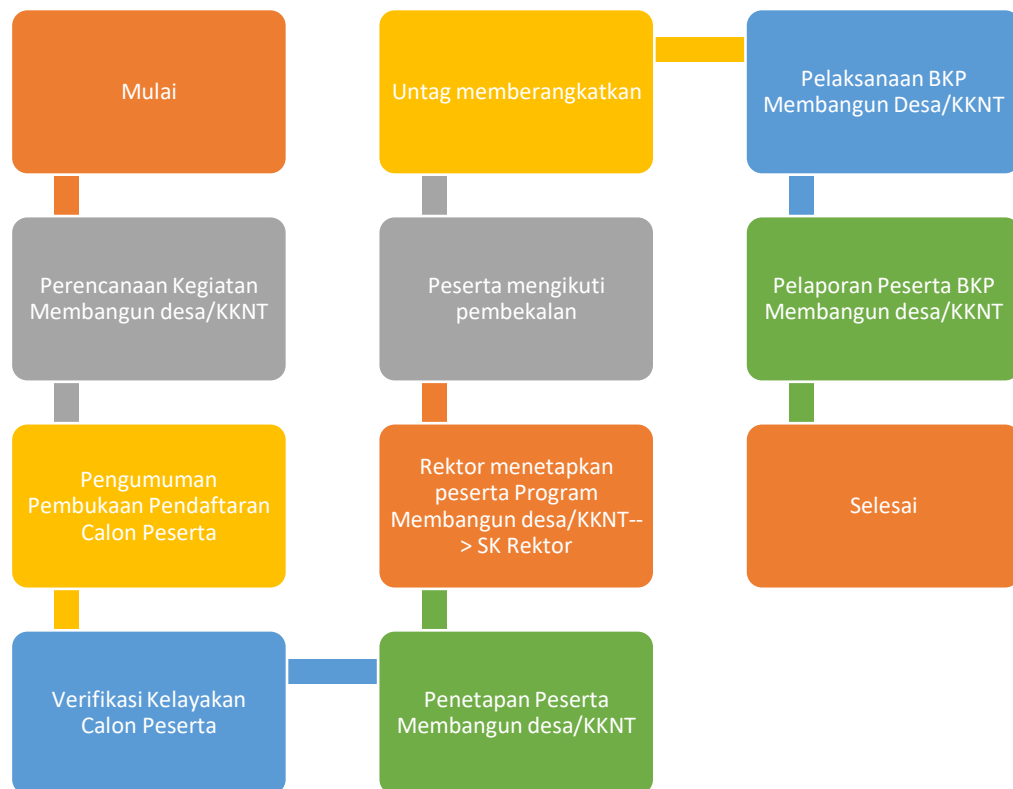 Mulai
Perencanaan Kegiatan
Membangun desa/KKNT
Pengumuman
Pembukaan Pendaftaran
Calon Peserta
Verifikasi Kelayakan
Calon Peserta
Penetapan Peserta
Membangun desa/KKNT
Rektor menetapkan
peserta Program
Membangun desa/KKNT--
> SK Rektor
Peserta mengikuti
pembekalan
Untag memberangkatkan
Pelaksanaan BKP
Membangun Desa/KKNT
Pelaporan Peserta BKP
Membangun desa/KKNT
Selesai